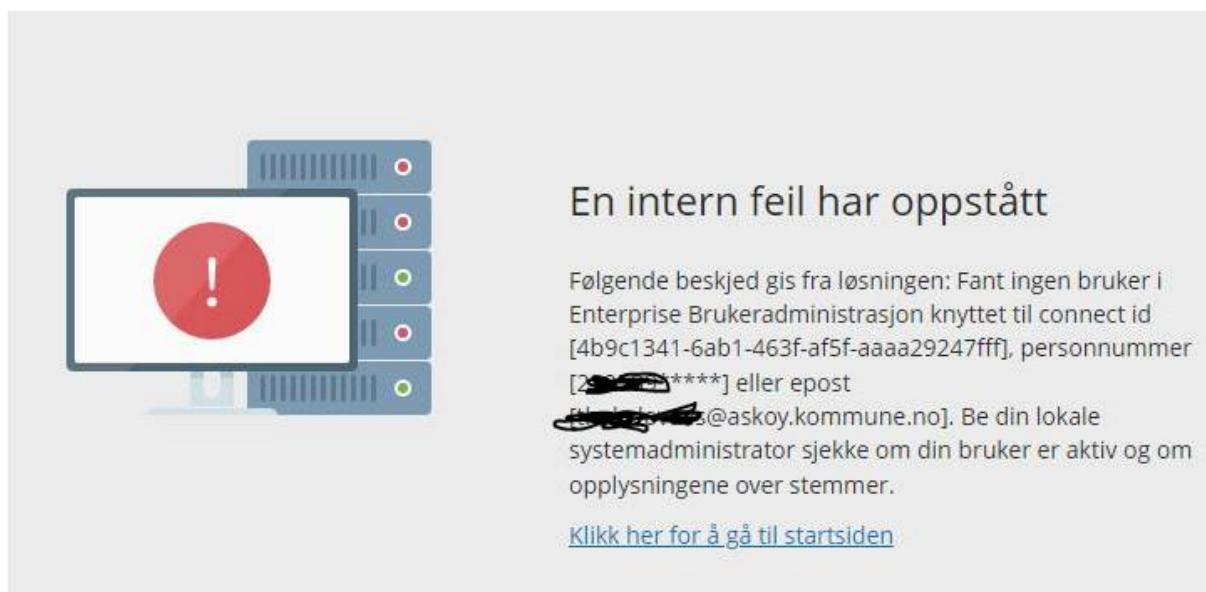 En intern feil har oppstått
Følgende beskjed gis fra løsningen: Fant ingen bruker i
Enterprise Brukeradministrasjon knyttet til connect id
[4b9c1341-6ab1-463f-af5f-aaaa29247fff], personnummer
****] eller epost
@askoy.kommune.no]. Be din lokale
systemadministrator sjekke om din bruker er aktiv og om
opplysningene over stemmer.
Klikk her for å gå til startsiden